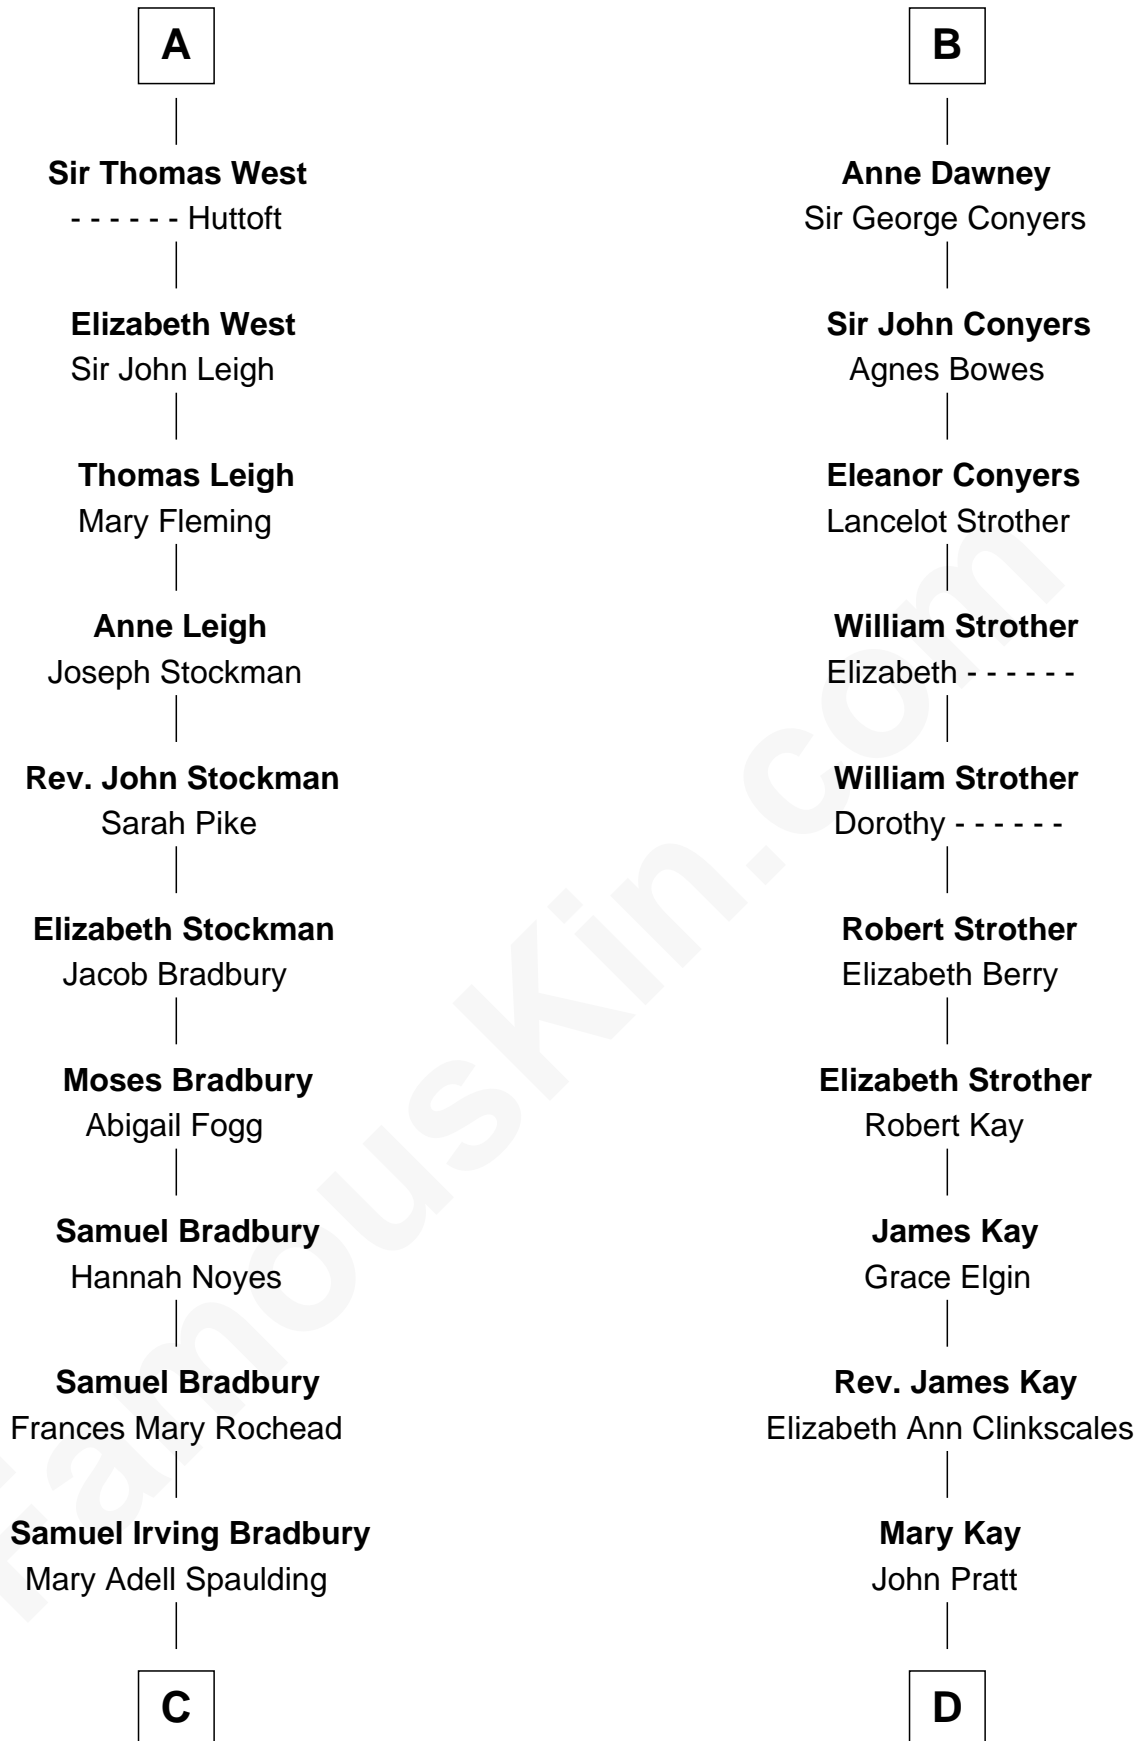 A
Sir Thomas West
- - - - - - Huttoft
Elizabeth West
Sir John Leigh
Thomas Leigh
Mary Fleming
Anne Leigh
Joseph Stockman
Rev. John Stockman
Sarah Pike
Elizabeth Stockman
Jacob Bradbury
Moses Bradbury
Abigail Fogg
Samuel Bradbury
Hannah Noyes
Samuel Bradbury
Frances Mary Rochead
Samuel Irving Bradbury
Mary Adell Spaulding
C
B
Anne Dawney
Sir George Conyers
Sir John Conyers
Agnes Bowes
Eleanor Conyers
Lancelot Strother
William Strother
Elizabeth - - - - - -
William Strother
Dorothy - - - - - -
Robert Strother
Elizabeth Berry
Elizabeth Strother
Robert Kay
James Kay
Grace Elgin
Rev. James Kay
Elizabeth Ann Clinkscales
Mary Kay
John Pratt
D
FamousKin.com